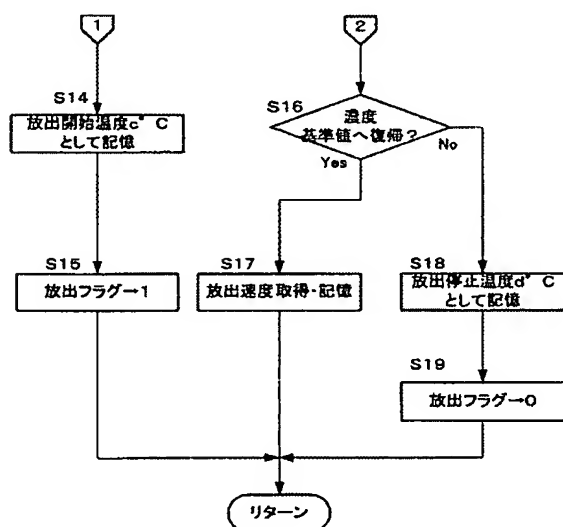 1
2
S14
放出開始温度c°C
として記憶
S16
濃度
基準値へ復帰？
Yes
No
S15
放出フラグ→1
S17
放出速度取得・記憶
S18
放出停止温度d°C
として記憶
S19
放出フラグ→0
リターン